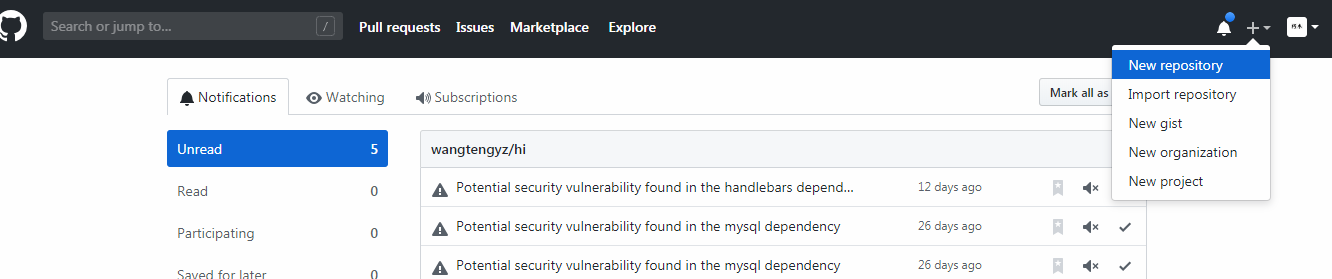 Search or jump to... /
Pull requests Issues Marketplace Explore
New repository
Import repository
New gist
New organization
New project
Notifications Watching Subscriptions
Mark all as
Unread 5
Read 0
Participating 0
Saved for later 0
wangtengyz/hi
Potential security vulnerability found in the handlebars depend... 12 days ago
Potential security vulnerability found in the mysql dependency 26 days ago
Potential security vulnerability found in the mysql dependency 26 days ago